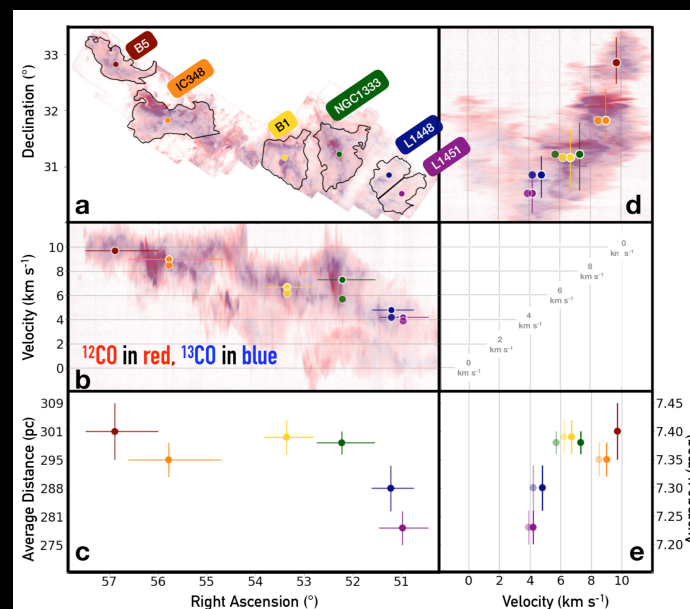 B5
IC348
B1
NGC1333
L1448
L1451
Declination (°)
33
32
31
a
d
Velocity (km s⁻¹)
10
8
6
4
2
0
b
¹²CO in red, ¹³CO in blue
0
km s⁻¹
8
km s⁻¹
6
km s⁻¹
4
km s⁻¹
2
km s⁻¹
0
km s⁻¹
Average Distance (pc)
309
301
295
288
281
275
c
57 56 55 54 53 52 51
Right Ascension (°)
7.45
7.40
7.35
7.30
7.25
7.20
e
0 2 4 6 8 10
Velocity (km s⁻¹)